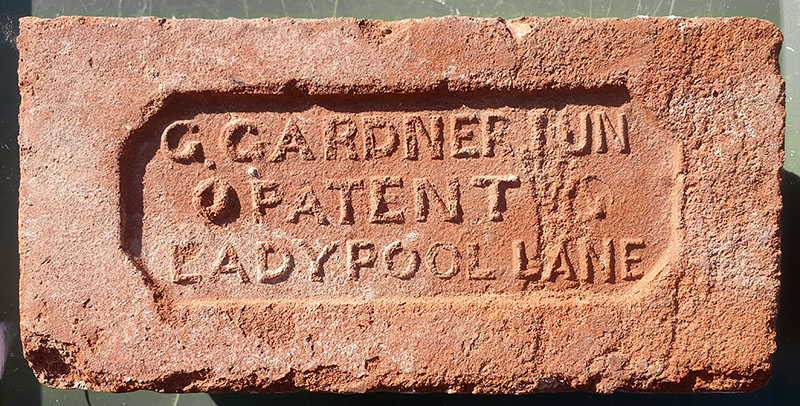 G. GARDNER JUN
PATENT
LADYPOOL LANE